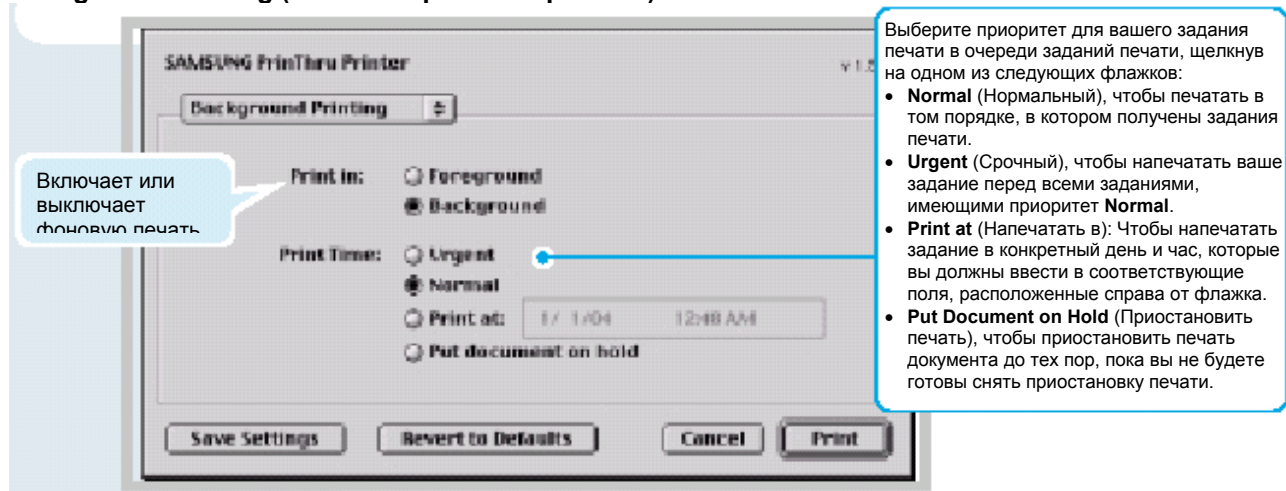 SAMSUNG PrinThru Printer
Background Printing
Print in:
Foreground
Background
Print Time:
Urgent
Normal
Print at: 1/ 1/04 12:48 AM
Put document on hold
Save Settings
Revert to Defaults
Cancel
Print
Включает или
выключает
фоновую печать
Выберите приоритет для вашего задания
печати в очереди заданий печати, щелкнув
на одном из следующих флажков:
• Normal (Нормальный), чтобы печатать в
том порядке, в котором получены задания
печати.
• Urgent (Срочный), чтобы напечатать ваше
задание перед всеми заданиями,
имеющими приоритет Normal.
• Print at (Напечатать в): Чтобы напечатать
задание в конкретный день и час, которые
вы должны ввести в соответствующие
поля, расположенные справа от флажка.
• Put Document on Hold (Приостановить
печать), чтобы приостановить печать
документа до тех пор, пока вы не будете
готовы снять приостановку печати.